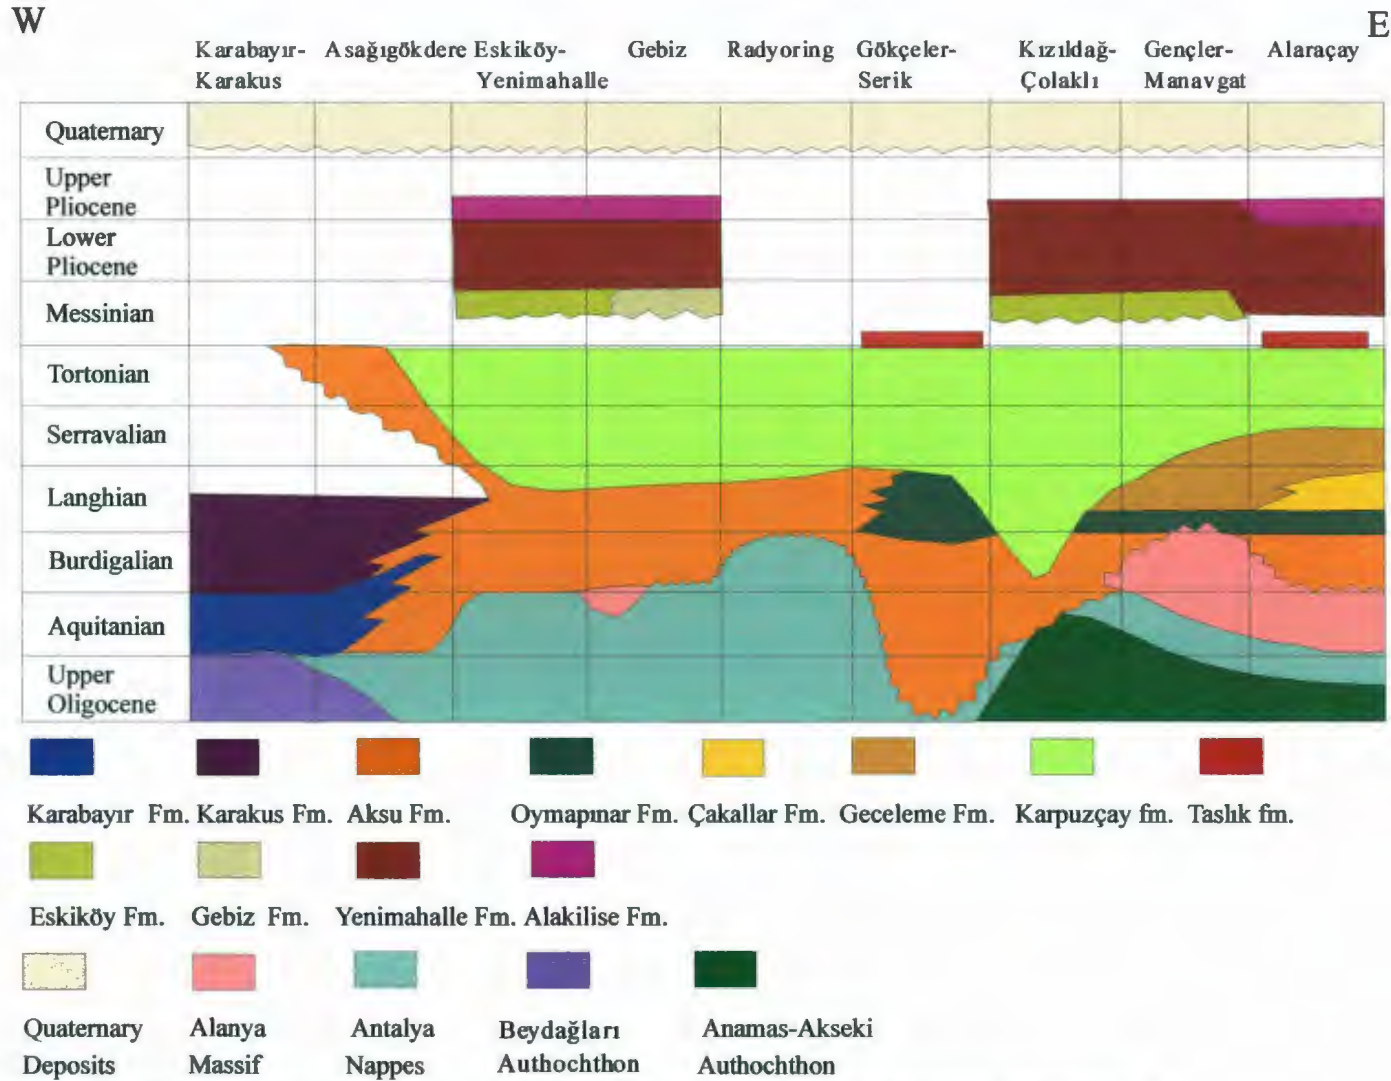 W
E
Karabayır-
Karakus
Asağıgökdere
Eskiköy-
Yenimahalle
Gebiz
Radyoring
Gökçeler-
Serik
Kızıldağ-
Çolaklı
Gençler-
Manavgat
Alaraçay
Quaternary
Upper
Pliocene
Lower
Pliocene
Messinian
Tortonian
Serravalian
Langhian
Burdigalian
Aquitanian
Upper
Oligocene
Karabayır Fm.
Karakus Fm.
Aksu Fm.
Oymapınar Fm.
Çakallar Fm.
Geceleme Fm.
Karpuzçay fm.
Taslık fm.
Eskiköy Fm.
Gebiz Fm.
Yenimahalle Fm.
Alakilise Fm.
Quaternary
Deposits
Alanya
Massif
Antalya
Nappes
Beydağları
Authochthon
Anamas-Akseki
Authochthon